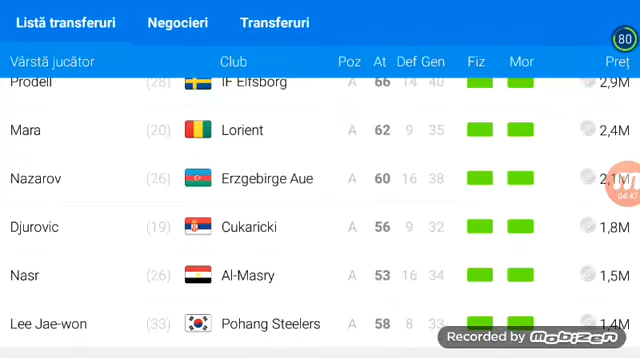 Listă transferuri Negocieri Transferuri
80
Vârstă jucător Club Poz At Def Gen Fiz Mor Preț
Prodell (28) IF Elfsborg A 66 14 40 2,9M
Mara (20) Lorient A 62 9 35 2,4M
Nazarov (26) Erzgebirge Aue A 60 16 38 2,1M
04:47
Djurovic (19) Cukaricki A 56 9 32 1,8M
Nasr (26) Al-Masry A 53 16 34 1,5M
Lee Jae-won (33) Pohang Steelers A 58 8 33 1,4M
Recorded by Mobizen